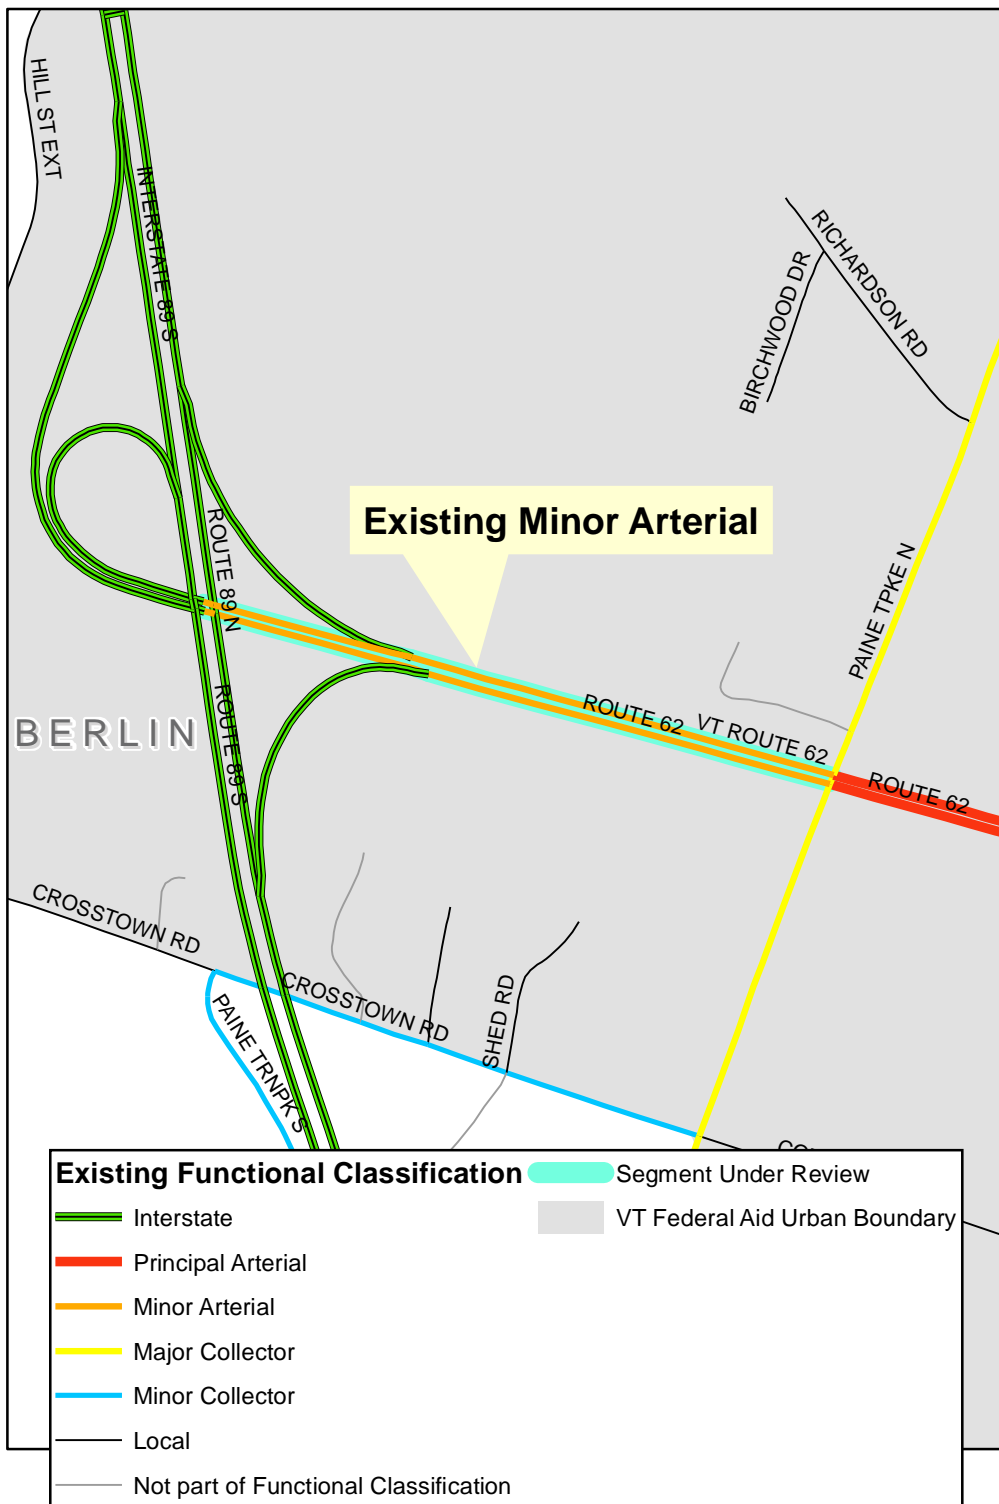 HILL ST EXT
INTERSTATE 89 S
RICHARDSON RD
BIRCHWOOD DR
Existing Minor Arterial
ROUTE 89 N
PAINE TPKE N
ROUTE 62
VT ROUTE 62
ROUTE 62
BERLIN
ROUTE 89 S
CROSSTOWN RD
CROSSTOWN RD
SHED RD
PAINE TRNPK S
Existing Functional Classification
Segment Under Review
Interstate
VT Federal Aid Urban Boundary
Principal Arterial
Minor Arterial
Major Collector
Minor Collector
Local
Not part of Functional Classification